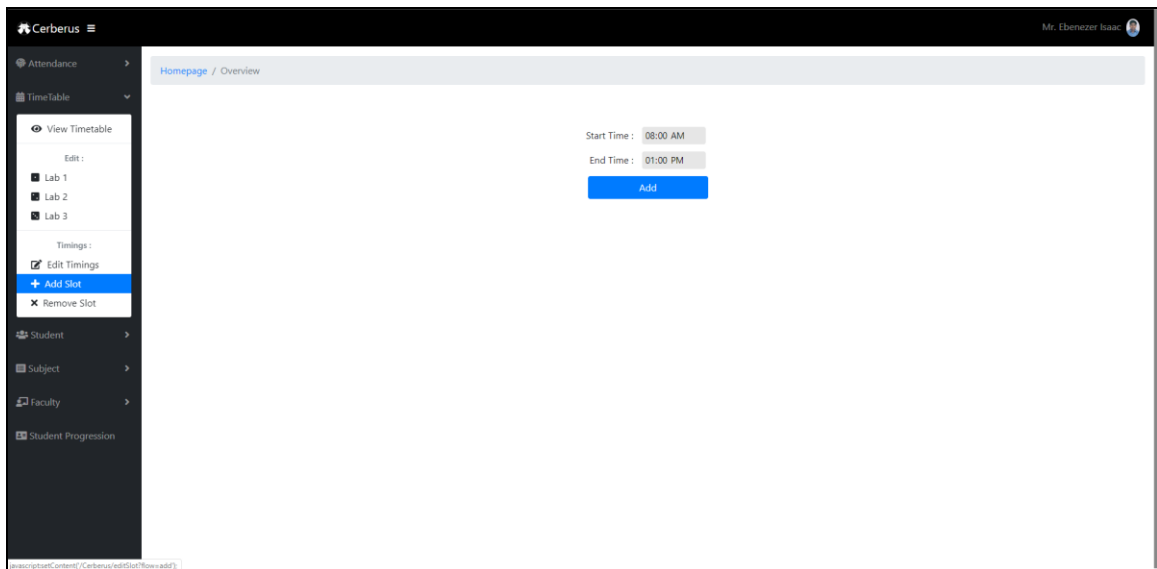 Cerberus
Mr. Ebenezer Isaac
Attendance
Homepage / Overview
TimeTable
View Timetable
Edit :
Lab 1
Lab 2
Lab 3
Timings :
Edit Timings
Add Slot
Remove Slot
Student
Subject
Faculty
Student Progression
Start Time : 08:00 AM
End Time : 01:00 PM
Add
javascript:setContent('/Cerberus/editSlot?flow=add');